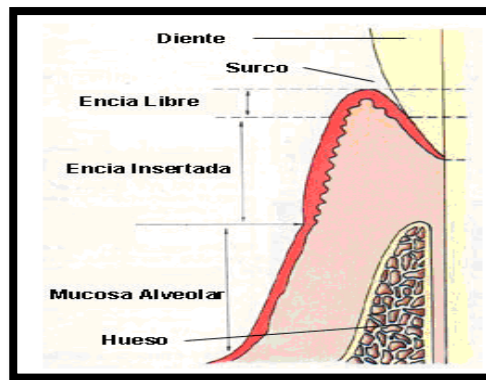 Diente
Surco
Encia Libre
Encia Insertada
Mucosa Alveolar
Hueso